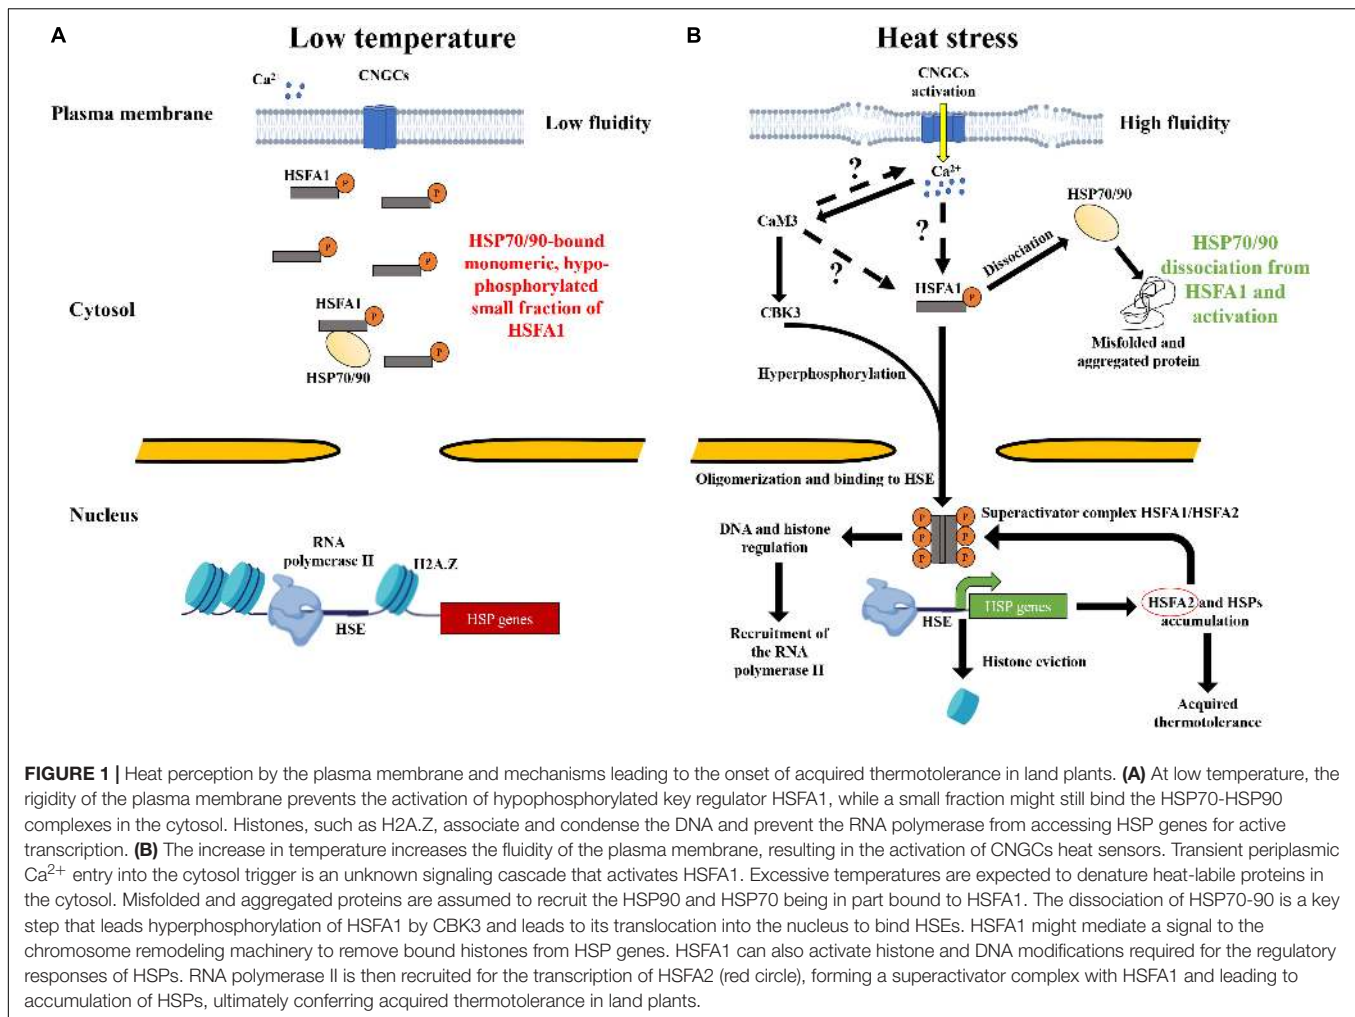 A
Low temperature
Ca²
CNGCs
Plasma membrane
Low fluidity
HSFA1
P
P
P
P
HSP70/90-bound
monomeric, hypo-
phosphorylated
small fraction of
HSFA1
Cytosol
HSFA1
P
P
HSP70/90
Nucleus
RNA
polymerase II
H2A.Z
HSE
HSP genes
B
Heat stress
CNGCs
activation
High fluidity
?
Ca²⁺
HSP70/90
CaM3
?
?
Dissociation
HSP70/90
dissociation from
HSFA1 and
activation
HSFA1
P
CBK3
Misfolded and
aggregated protein
Hyperphosphorylation
Oligomerization and binding to HSE
P
P
P
P
P
P
Superactivator complex HSFA1/HSFA2
DNA and histone
regulation
HSE
HSP genes
HSFA2 and HSPs
accumulation
Recruitment of
the RNA
polymerase II
Histone eviction
Acquired
thermotolerance
FIGURE 1 | Heat perception by the plasma membrane and mechanisms leading to the onset of acquired thermotolerance in land plants. (A) At low temperature, the
rigidity of the plasma membrane prevents the activation of hypophosphorylated key regulator HSFA1, while a small fraction might still bind the HSP70-HSP90
complexes in the cytosol. Histones, such as H2A.Z, associate and condense the DNA and prevent the RNA polymerase from accessing HSP genes for active
transcription. (B) The increase in temperature increases the fluidity of the plasma membrane, resulting in the activation of CNGCs heat sensors. Transient periplasmic
Ca²⁺ entry into the cytosol trigger is an unknown signaling cascade that activates HSFA1. Excessive temperatures are expected to denature heat-labile proteins in
the cytosol. Misfolded and aggregated proteins are assumed to recruit the HSP90 and HSP70 being in part bound to HSFA1. The dissociation of HSP70-90 is a key
step that leads hyperphosphorylation of HSFA1 by CBK3 and leads to its translocation into the nucleus to bind HSEs. HSFA1 might mediate a signal to the
chromosome remodeling machinery to remove bound histones from HSP genes. HSFA1 can also activate histone and DNA modifications required for the regulatory
responses of HSPs. RNA polymerase II is then recruited for the transcription of HSFA2 (red circle), forming a superactivator complex with HSFA1 and leading to
accumulation of HSPs, ultimately conferring acquired thermotolerance in land plants.